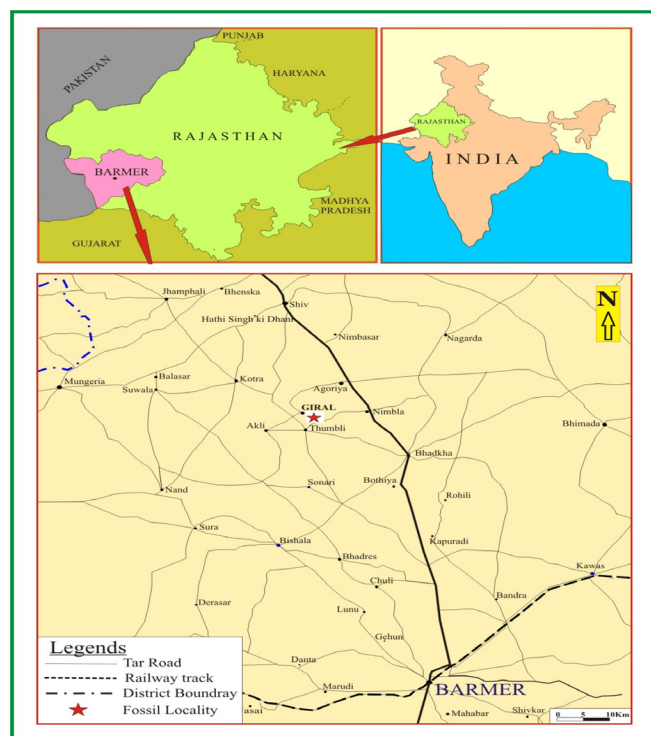 PUNJAB
HARYANA
PAKISTAN
RAJASTHAN
BARMER
MADHYA
PRADESH
GUJARAT
RAJASTHAN
INDIA
N
Jhamphali
Bhenska
Shiv
Hathi Singh'ki Dhani
Nimbasar
Nagarda
Balasar
Kotra
Mungeria
Suwala
Agoriya
GIRAL
Nimbla
Akli
Thumbli
Bhimada
Bhadkha
Nand
Sonari
Bothiya
Rohili
Sura
Bishala
Kapuradi
Bhadres
Kawas
Chuli
Derasar
Lunu
Bandra
Gehun
Danta
Marudi
BARMER
asai
Mahabar
Shivkar
Legends
Tar Road
Railway track
District Boundray
Fossil Locality
0 5 10Km